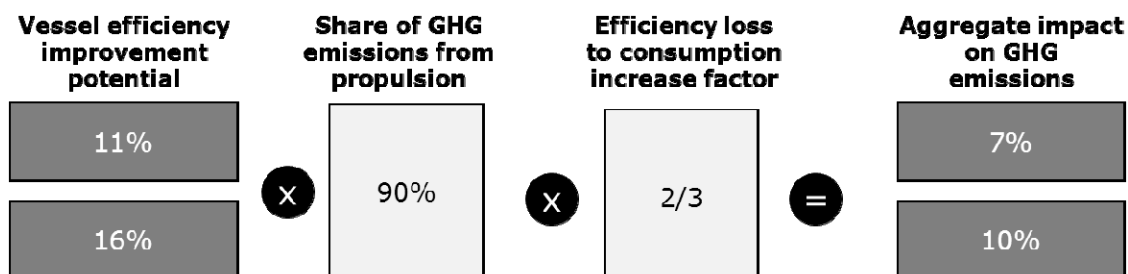 Vessel efficiency
improvement
potential
Share of GHG
emissions from
propulsion
Efficiency loss
to consumption
increase factor
Aggregate impact
on GHG
emissions
11%
16%
x
90%
x
2/3
=
7%
10%